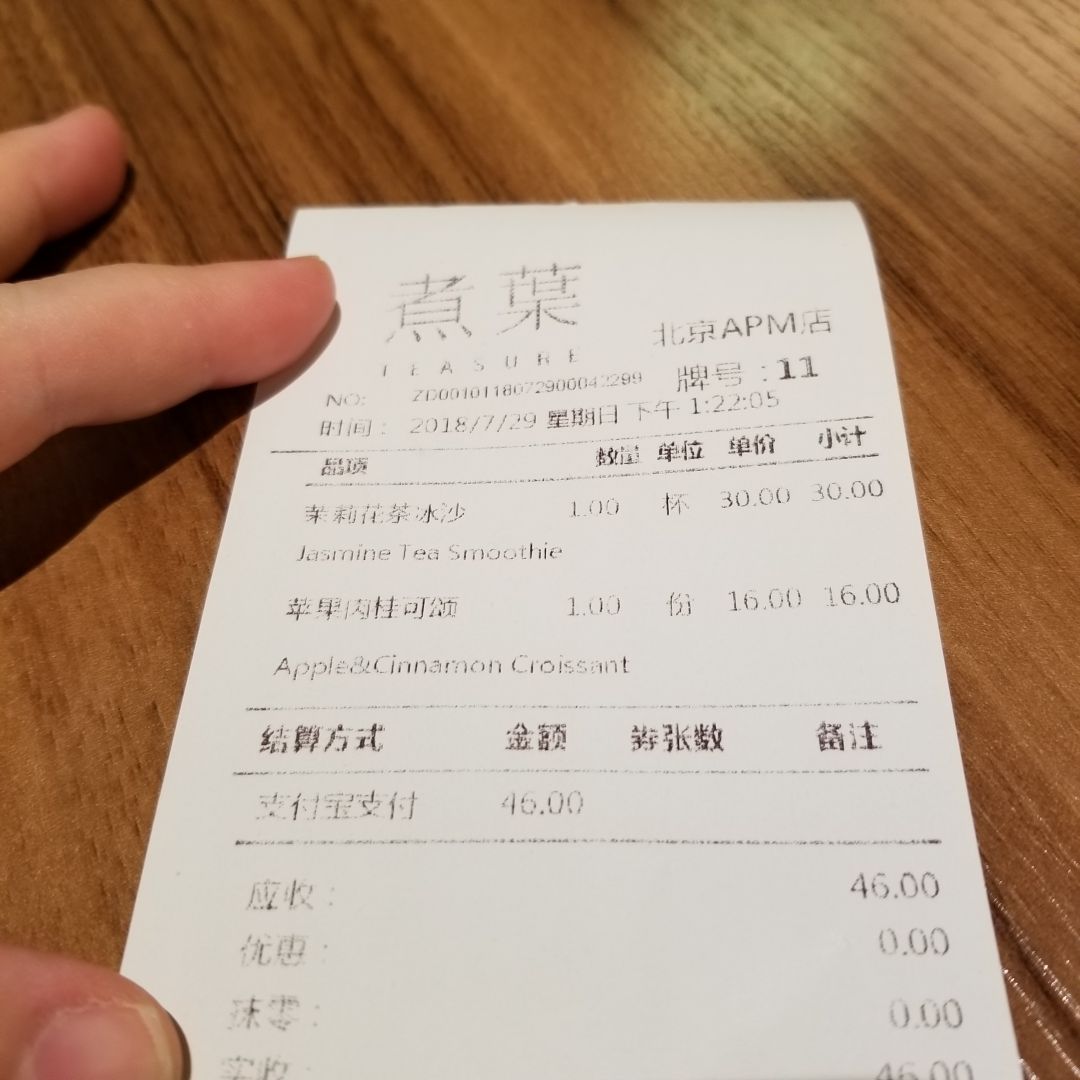 煮葉
TEASURE
北京APM店
牌号：11
NO: ZD0010118072900042299
时间： 2018/7/29 星期日 下午 1:22:05
品项 数量 单位 单价 小计
茉莉花茶冰沙 1.00 杯 30.00 30.00
Jasmine Tea Smoothie
苹果肉桂可颂 1.00 份 16.00 16.00
Apple&Cinnamon Croissant
结算方式 金额 券张数 备注
支付宝支付 46.00
应收： 46.00
优惠： 0.00
抹零： 0.00
实收： 46.00